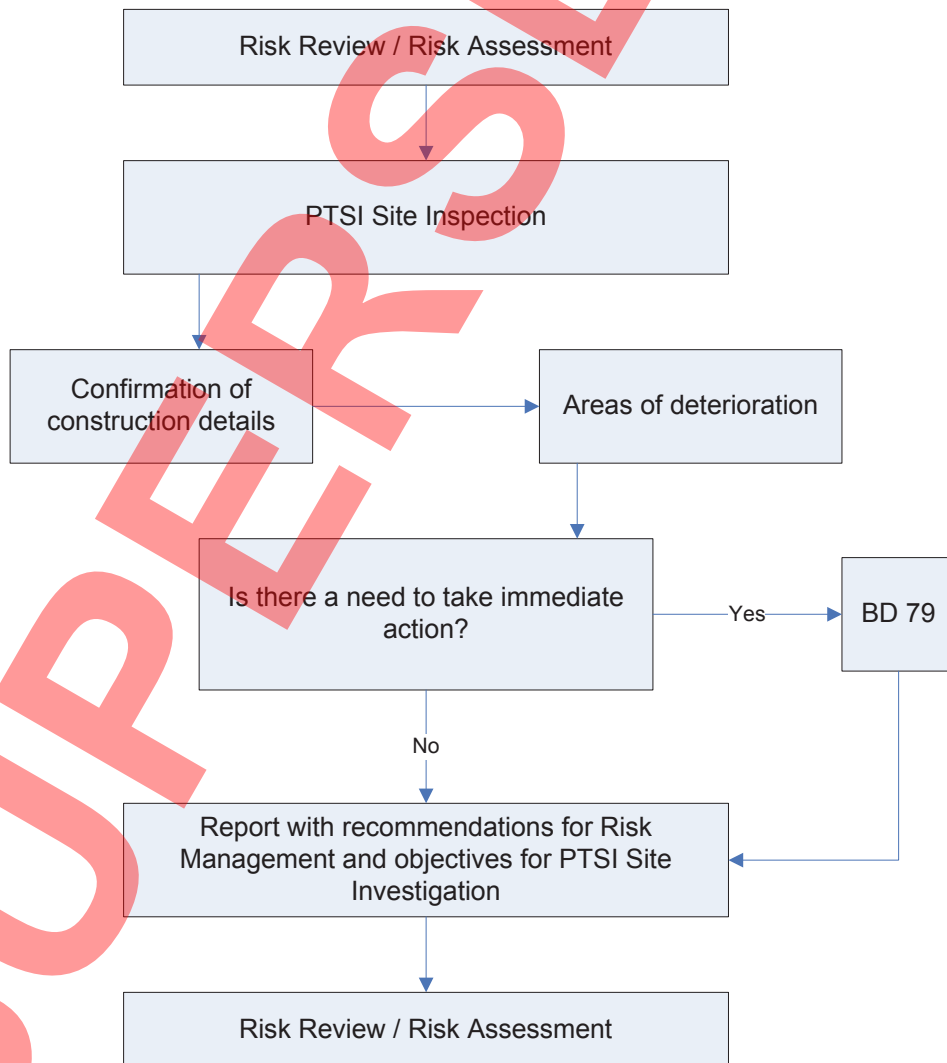 Risk Review / Risk Assessment
PTSI Site Inspection
Confirmation of
construction details
Areas of deterioration
Is there a need to take immediate
action?
Yes
BD 79
No
Report with recommendations for Risk
Management and objectives for PTSI Site
Investigation
Risk Review / Risk Assessment